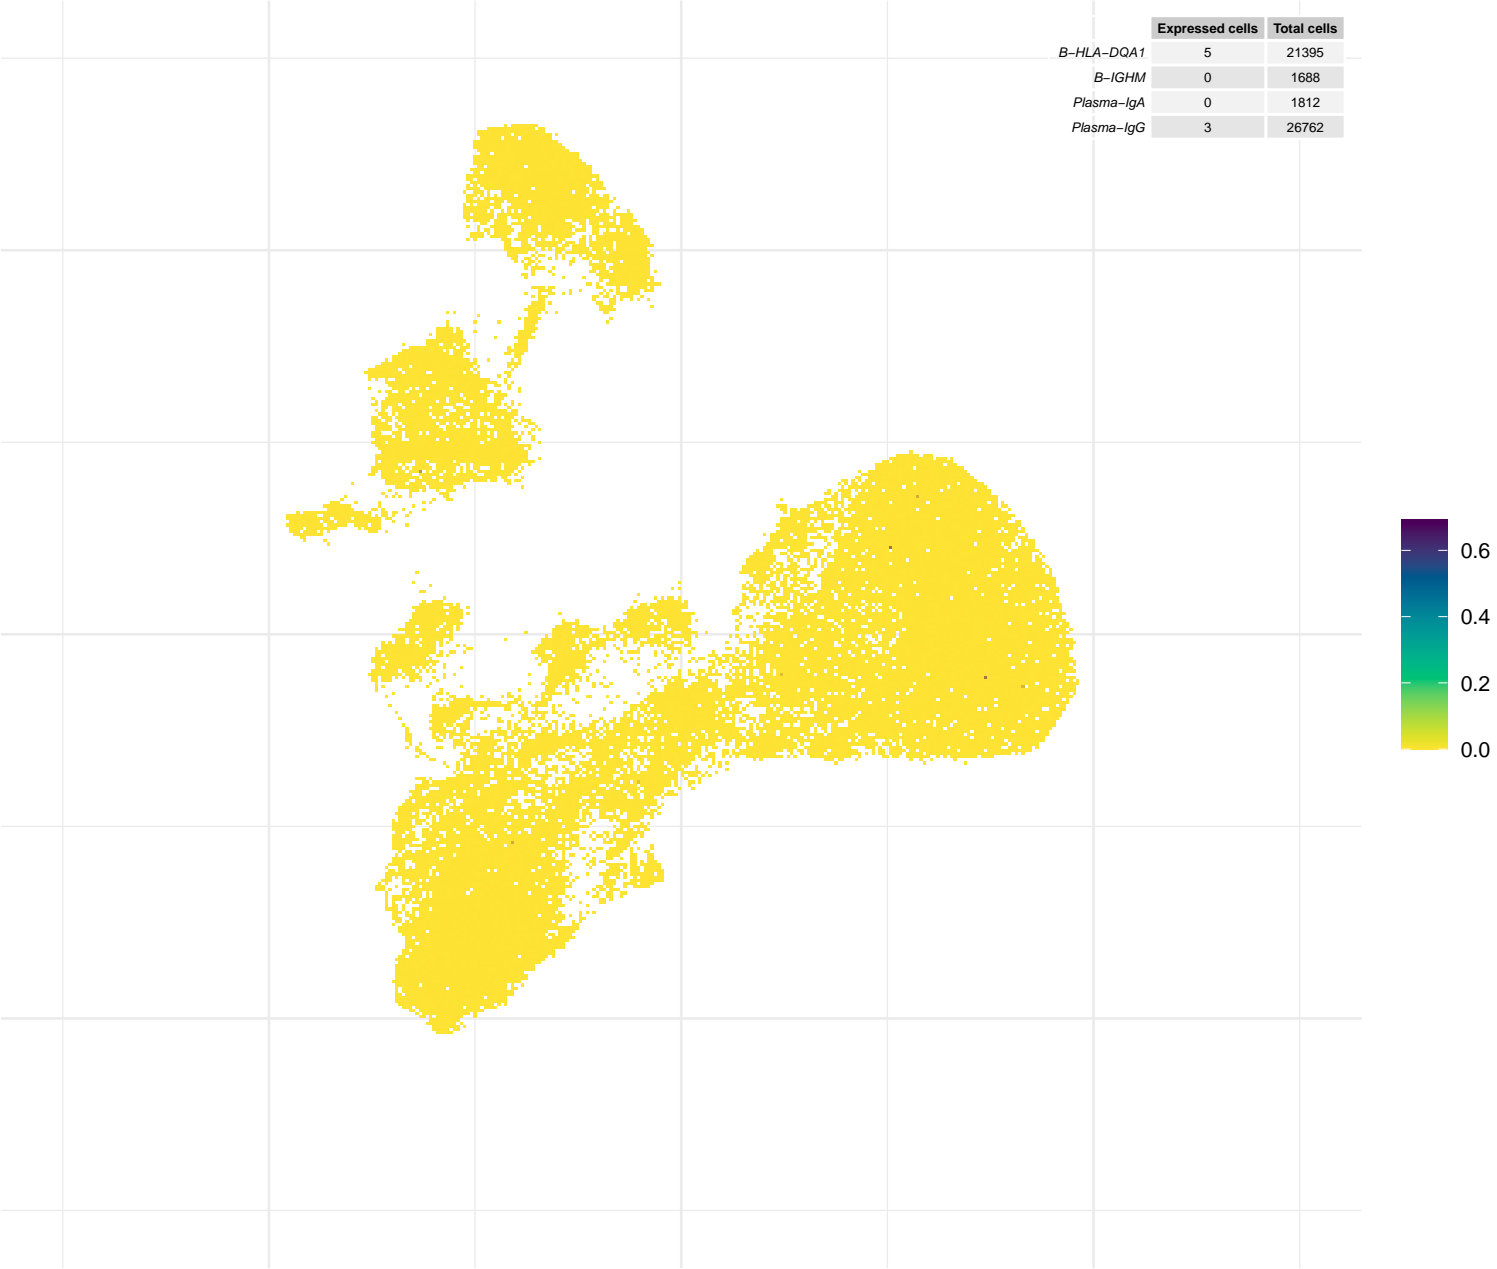 Expressed cells Total cells
B−HLA−DQA1 5 21395
B−IGHM 0 1688
Plasma−IgA 0 1812
Plasma−IgG 3 26762
0.6
0.4
0.2
0.0